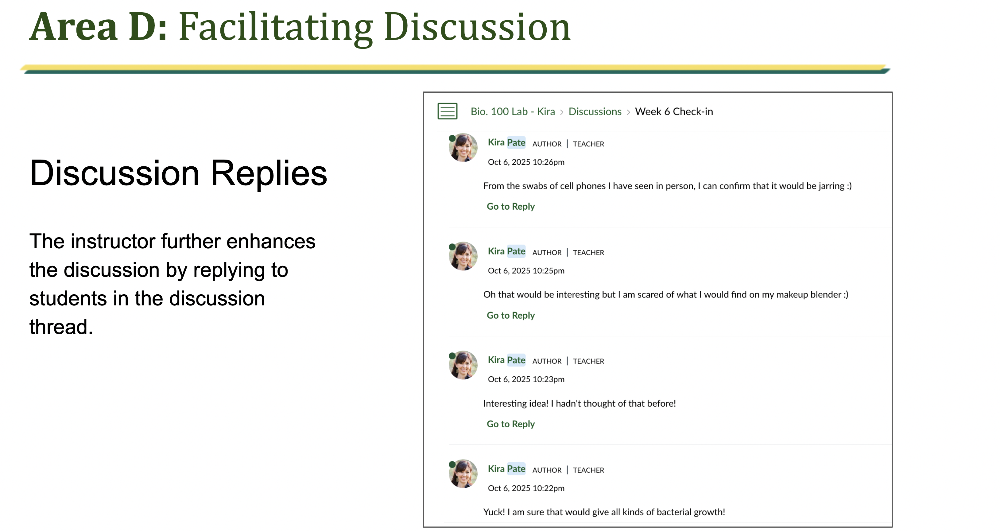 Area D: Facilitating Discussion
Discussion Replies
The instructor further enhances
the discussion by replying to
students in the discussion
thread.
Bio. 100 Lab - Kira > Discussions > Week 6 Check-in
Kira Pate AUTHOR | TEACHER
Oct 6, 2025 10:26pm
From the swabs of cell phones I have seen in person, I can confirm that it would be jarring :)
Go to Reply
Kira Pate AUTHOR | TEACHER
Oct 6, 2025 10:25pm
Oh that would be interesting but I am scared of what I would find on my makeup blender :)
Go to Reply
Kira Pate AUTHOR | TEACHER
Oct 6, 2025 10:23pm
Interesting idea! I hadn't thought of that before!
Go to Reply
Kira Pate AUTHOR | TEACHER
Oct 6, 2025 10:22pm
Yuck! I am sure that would give all kinds of bacterial growth!